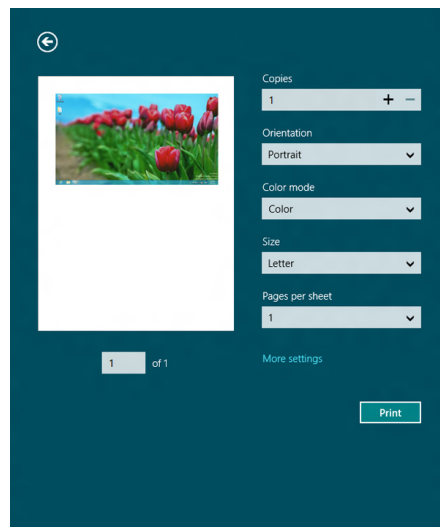 Copies
1
Orientation
Portrait
Color mode
Color
Size
Letter
Pages per sheet
1
1 of 1
More settings
Print